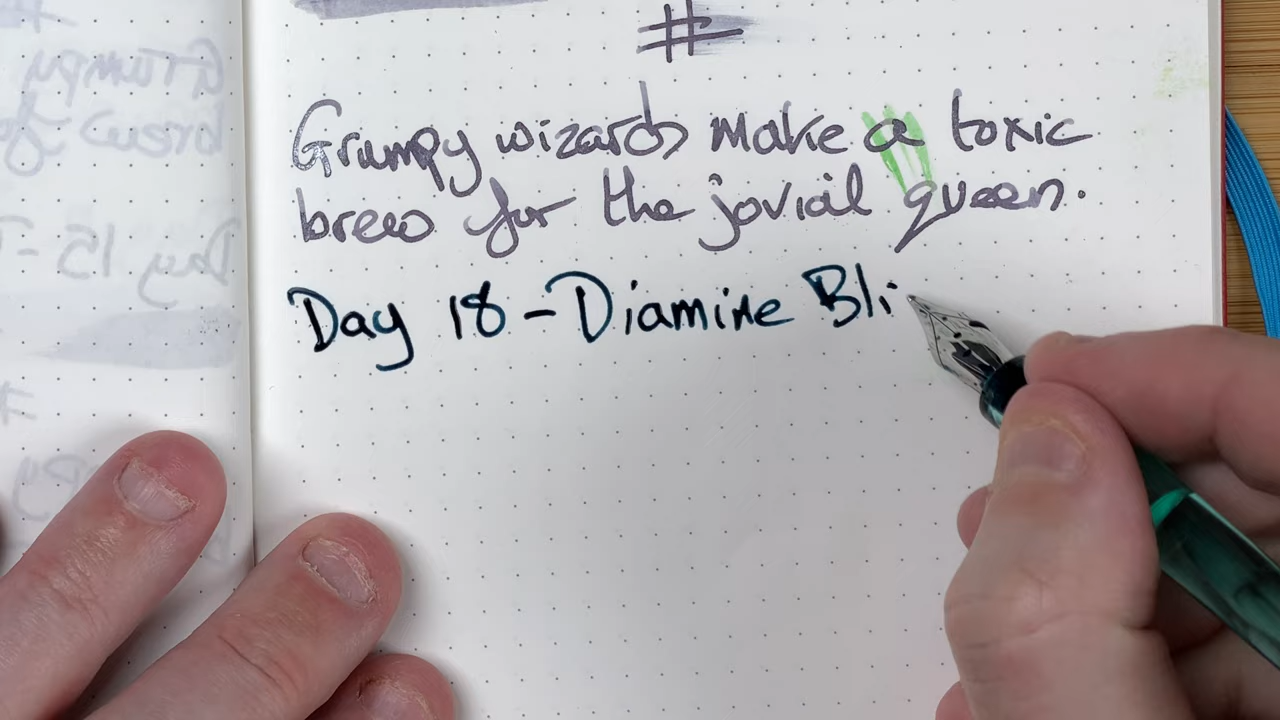 #
Grumpy wizards make a toxic
brew for the jovial queen.
Day 18 - Diamine Bli